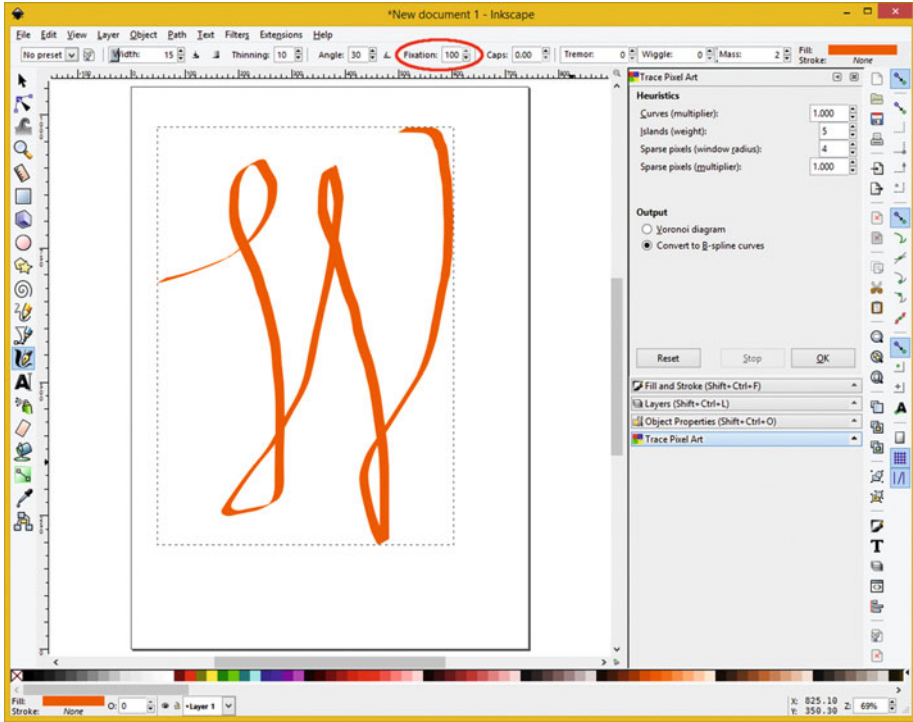 *New document 1 - Inkscape
File Edit View Layer Object Path Text Filters Extensions Help
No preset Width: 15 Thinning: 10 Angle: 30 Fixation: 100 Caps: 0.00 Tremor: 0 Wiggle: 0 Mass: 2 Fill:
Stroke: None
Trace Pixel Art
Heuristics
Curves (multiplier): 1.000
Islands (weight): 5
Sparse pixels (window radius): 4
Sparse pixels (multiplier): 1.000
Output
Voronoi diagram
Convert to B-spline curves
Reset Stop OK
Fill and Stroke (Shift+Ctrl+F)
Layers (Shift+Ctrl+L)
Object Properties (Shift+Ctrl+O)
Trace Pixel Art
Fill:
Stroke: None
O: 0
Layer 1
X: 825.10
Y: 350.30
Z: 69%